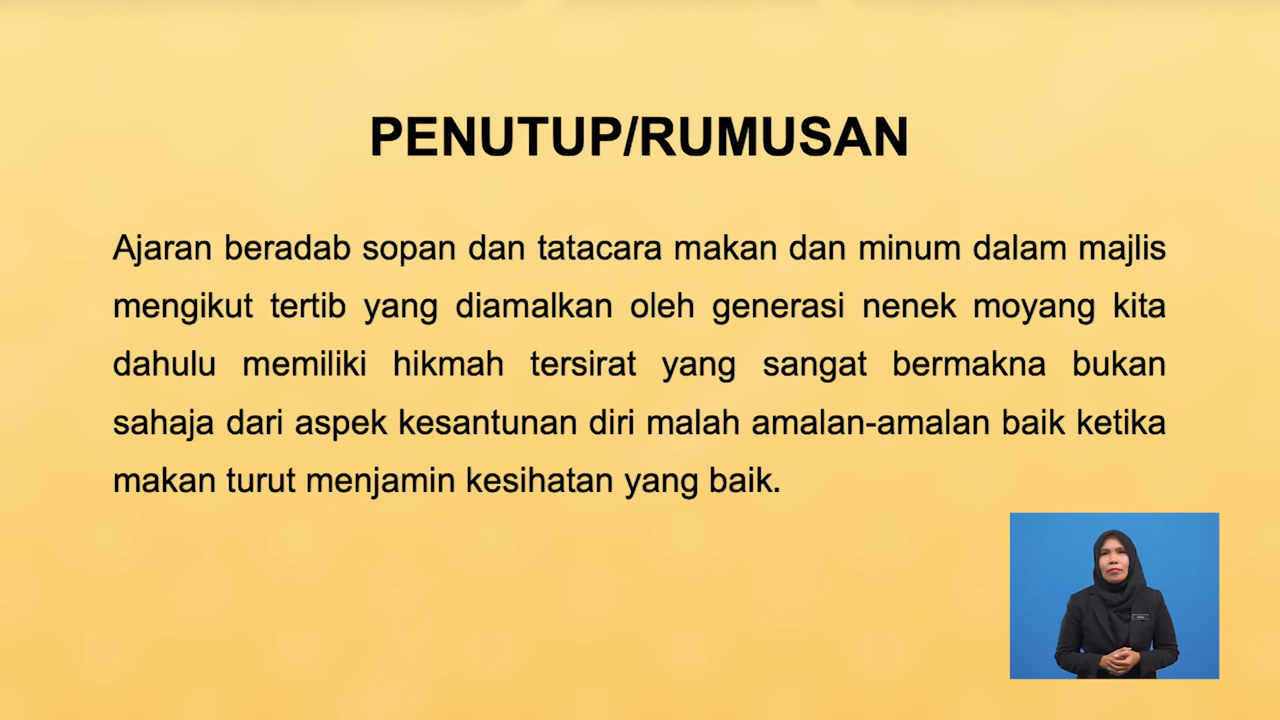 PENUTUP/RUMUSAN
Ajaran beradab sopan dan tatacara makan dan minum dalam majlis
mengikut tertib yang diamalkan oleh generasi nenek moyang kita
dahulu memiliki hikmah tersirat yang sangat bermakna bukan
sahaja dari aspek kesantunan diri malah amalan-amalan baik ketika
makan turut menjamin kesihatan yang baik.